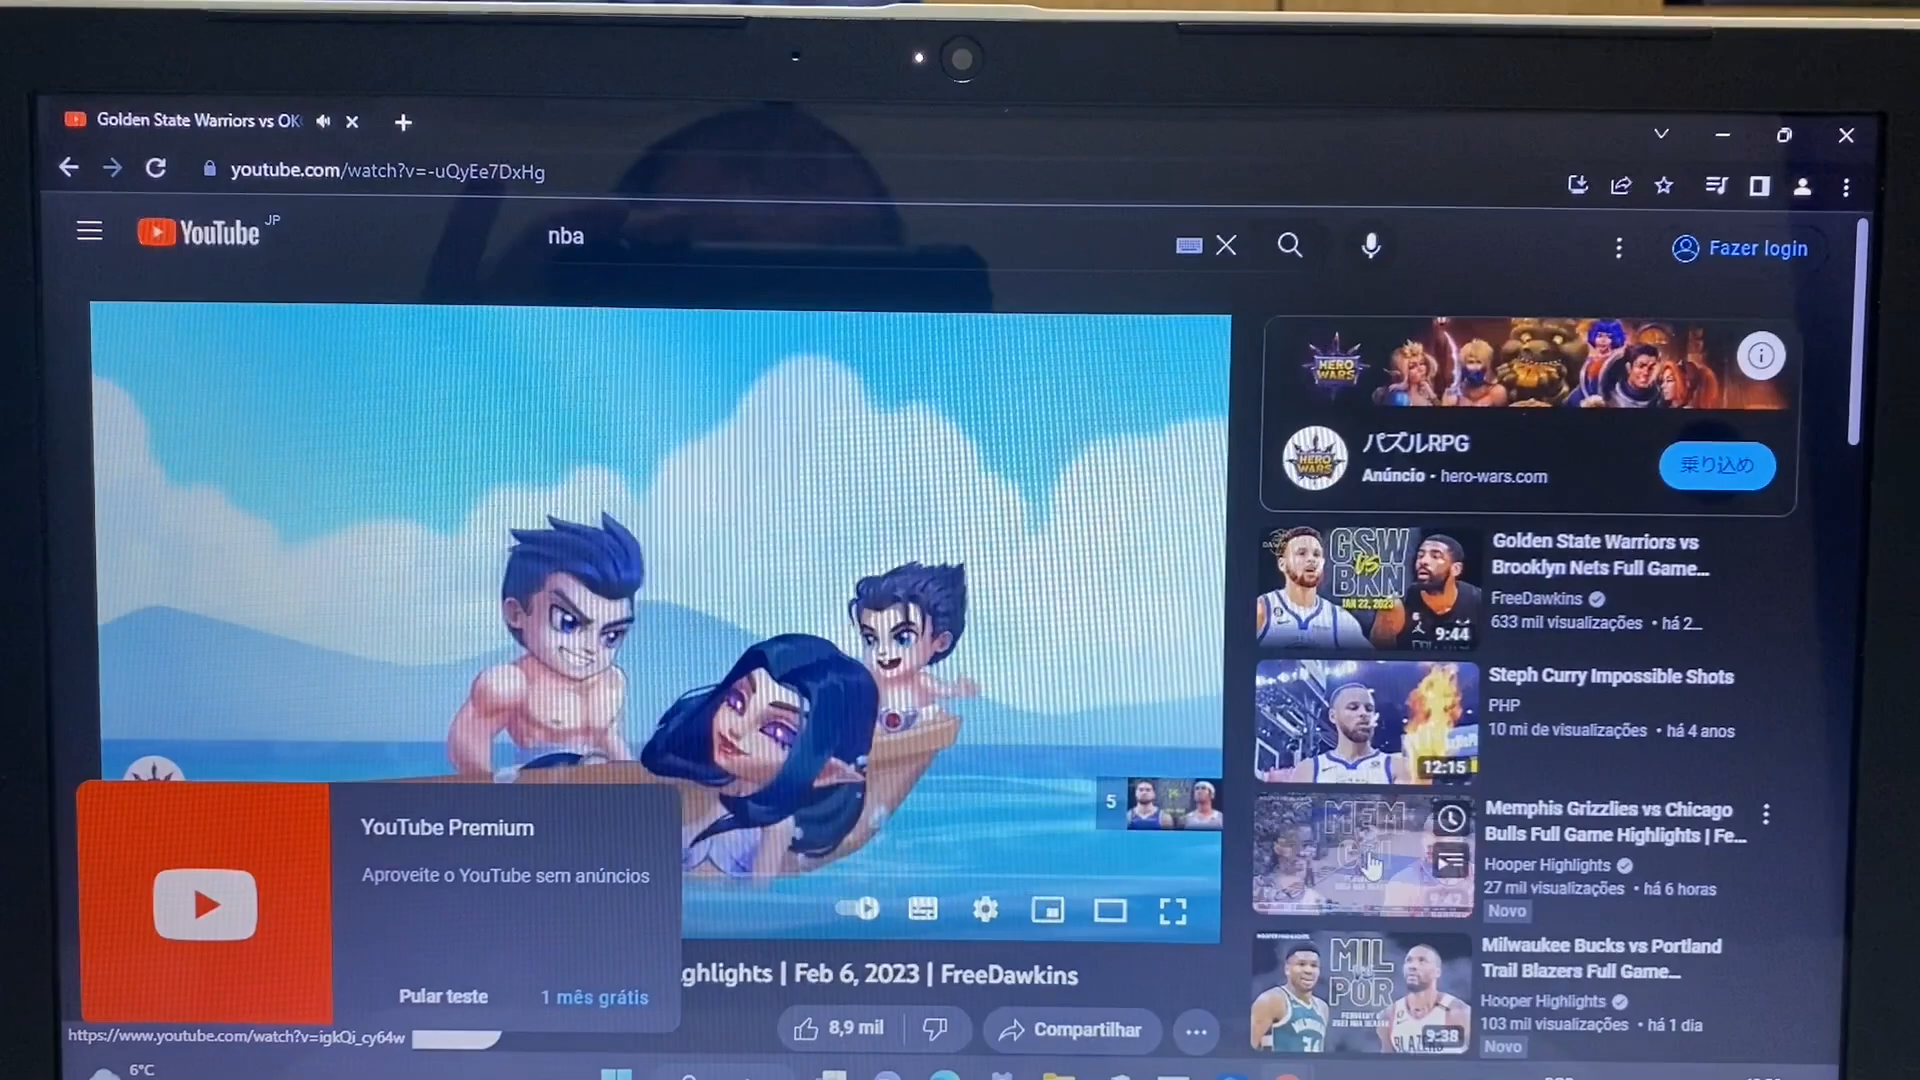 Golden State Warriors vs OK
youtube.com/watch?v=-uQyEe7DxHg
YouTube JP
nba
Fazer login
HERO WARS
HERO WARS
パズルRPG
Anúncio • hero-wars.com
乗り込め
GSW VS BKN
JAN 22, 2023
9:44
Golden State Warriors vs
Brooklyn Nets Full Game...
FreeDawkins
633 mil visualizações • há 2...
12:15
Steph Curry Impossible Shots
PHP
10 mi de visualizações • há 4 anos
MEM
CHI
9:42
Memphis Grizzlies vs Chicago
Bulls Full Game Highlights | Fe...
Hooper Highlights
27 mil visualizações • há 6 horas
Novo
MIL
VS
POR
9:38
Milwaukee Bucks vs Portland
Trail Blazers Full Game...
Hooper Highlights
103 mil visualizações • há 1 dia
Novo
5
YouTube Premium
Aproveite o YouTube sem anúncios
Pular teste
1 mês grátis
ghlights | Feb 6, 2023 | FreeDawkins
8,9 mil
Compartilhar
https://www.youtube.com/watch?v=igkQi_cy64w
6°C